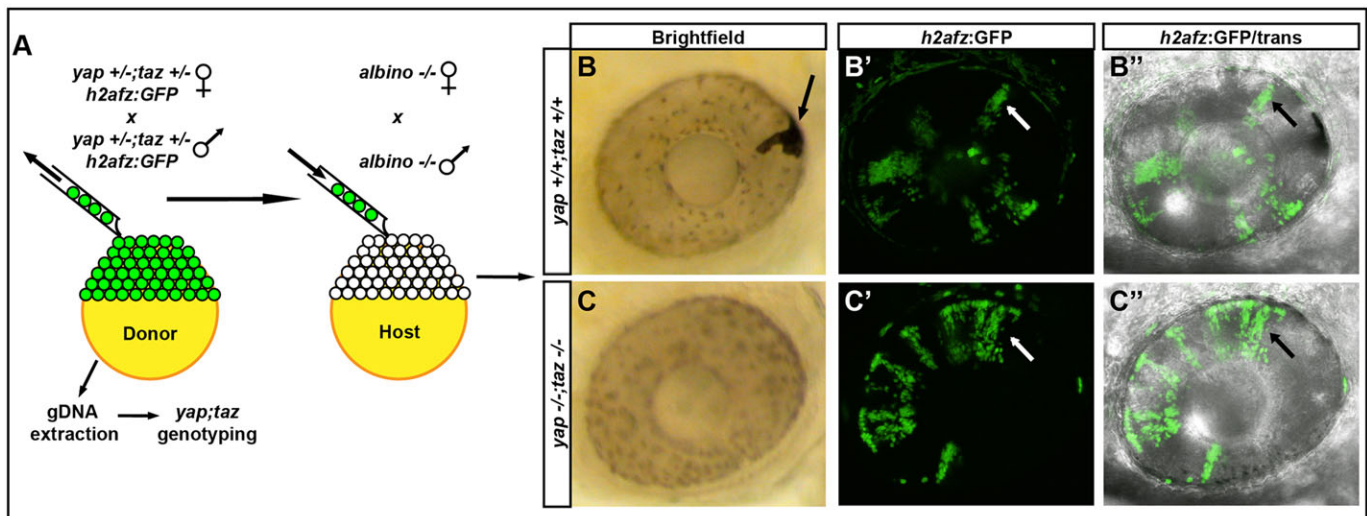 A
yap +/-;taz +/- ♀
h2afz:GFP
x
yap +/-;taz +/- ♂
h2afz:GFP
albino -/- ♀
x
albino -/- ♂
Donor
Host
gDNA
extraction
yap;taz
genotyping
Brightfield
h2afz:GFP
h2afz:GFP/trans
yap +/+;taz +/+
B
B'
B''
yap -/-;taz -/-
C
C'
C''